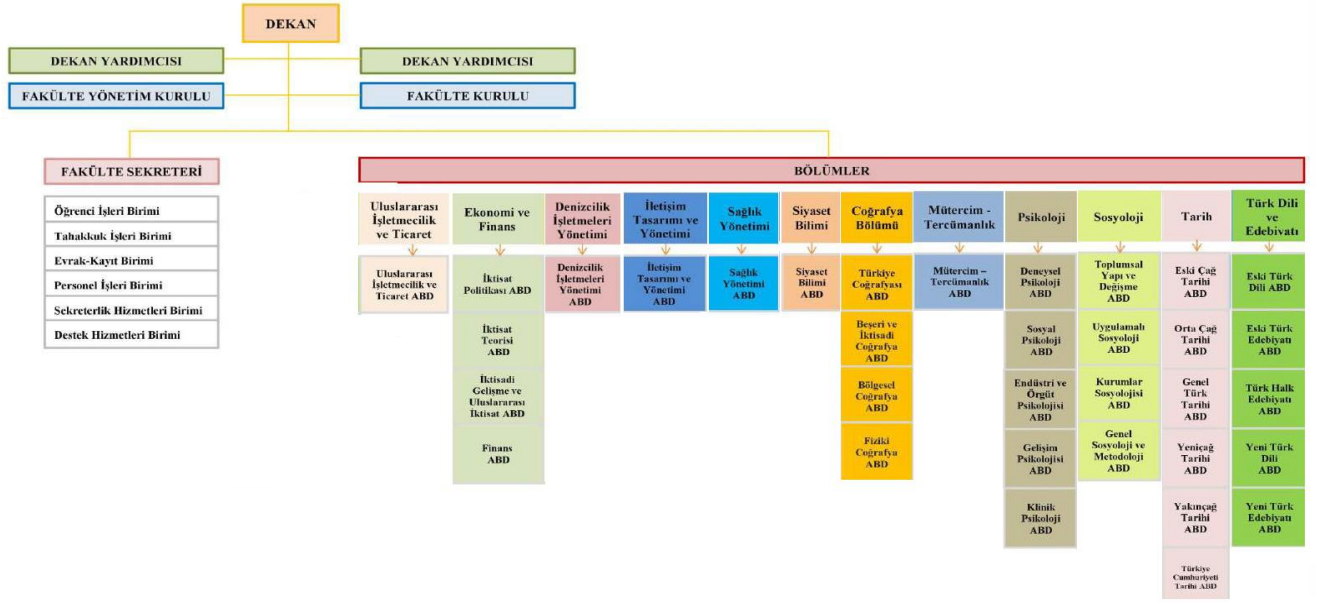 DEKAN
DEKAN YARDIMCISI
DEKAN YARDIMCISI
FAKÜLTE YÖNETİM KURULU
FAKÜLTE KURULU
FAKÜLTE SEKRETERİ
Öğrenci İşleri Birimi
Tahakkuk İşleri Birimi
Evrak-Kayıt Birimi
Personel İşleri Birimi
Sekreterlik Hizmetleri Birimi
Destek Hizmetleri Birimi
BÖLÜMLER
Uluslararası
İşletmecilik
ve Ticaret
Uluslararası
İşletmecilik ve
Ticaret ABD
Ekonomi ve
Finans
İktisat
Politikası ABD
İktisat
Teorisi
ABD
İktisadi
Gelişme ve
Uluslararası
İktisat ABD
Finans
ABD
Denizcilik
İşletmeleri
Yönetimi
Denizcilik
İşletmeleri
Yönetimi
ABD
İletişim
Tasarımı ve
Yönetimi
İletişim
Tasarımı ve
Yönetimi
ABD
Sağlık
Yönetimi
Sağlık
Yönetimi
ABD
Siyaset
Bilimi
Siyaset
Bilimi
ABD
Coğrafya
Bölümü
Türkiye
Coğrafyası
ABD
Beşeri ve
İktisadi
Coğrafya
ABD
Bölgesel
Coğrafya
ABD
Fiziki
Coğrafya
ABD
Mütercim -
Tercümanlık
Mütercim –
Tercümanlık
ABD
Psikoloji
Deneysel
Psikoloji
ABD
Sosyal
Psikoloji
ABD
Endüstri ve
Örgüt
Psikolojisi
ABD
Gelişim
Psikolojisi
ABD
Klinik
Psikoloji
ABD
Sosyoloji
Toplumsal
Yapı ve
Değişme
ABD
Uygulamalı
Sosyoloji
ABD
Kurumlar
Sosyolojisi
ABD
Genel
Sosyoloji ve
Metodoloji
ABD
Tarih
Eski Çağ
Tarihi
ABD
Orta Çağ
Tarihi
ABD
Genel
Türk
Tarihi
ABD
Yeniçağ
Tarihi
ABD
Yakınçağ
Tarihi
ABD
Türkiye
Cumhuriyeti
Tarihi ABD
Türk Dili
ve
Edebiyatı
Eski Türk
Dili ABD
Eski Türk
Edebiyatı
ABD
Türk Halk
Edebiyatı
ABD
Yeni Türk
Dili
ABD
Yeni Türk
Edebiyatı
ABD